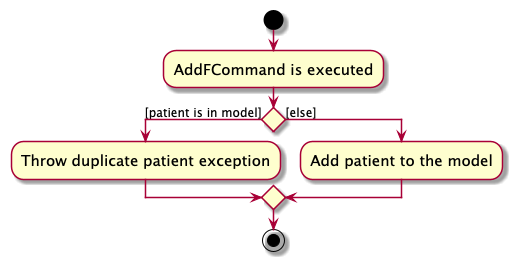 AddFCommand is executed
[patient is in model]
[else]
Throw duplicate patient exception
Add patient to the model